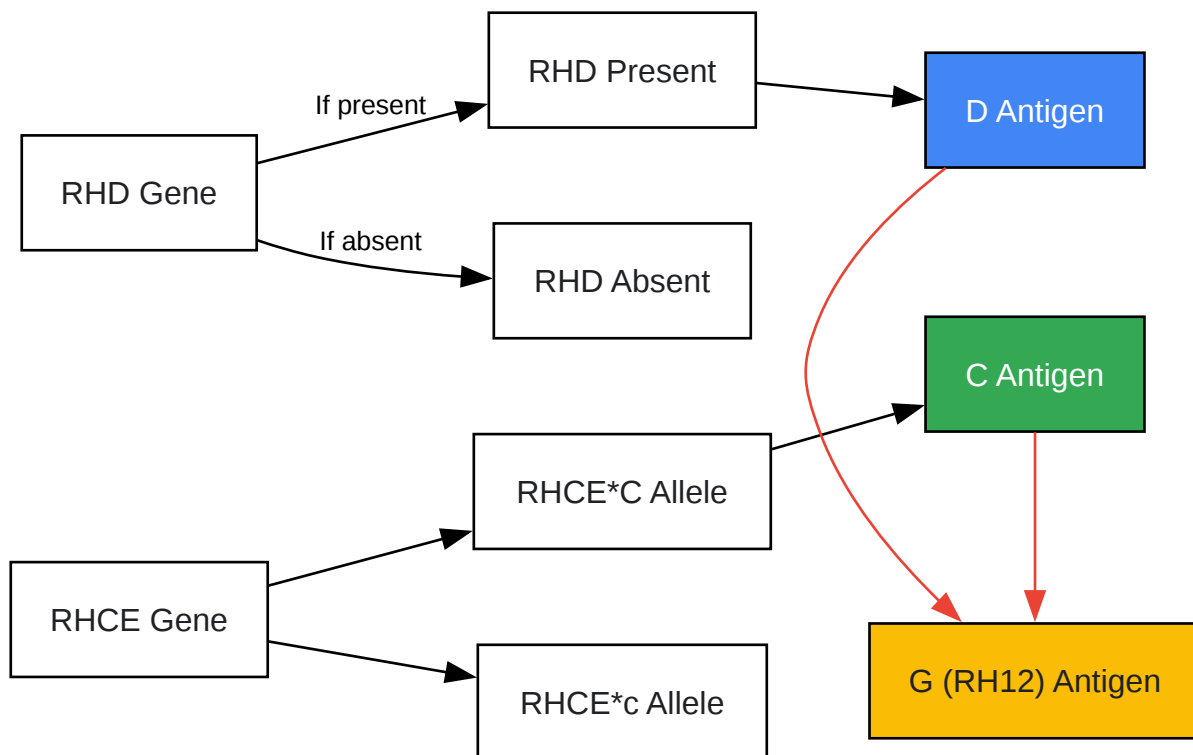 RHD Present
D Antigen
If present
RHD Gene
If absent
RHD Absent
C Antigen
RHCE*C Allele
RHCE Gene
G (RH12) Antigen
RHCE*c Allele